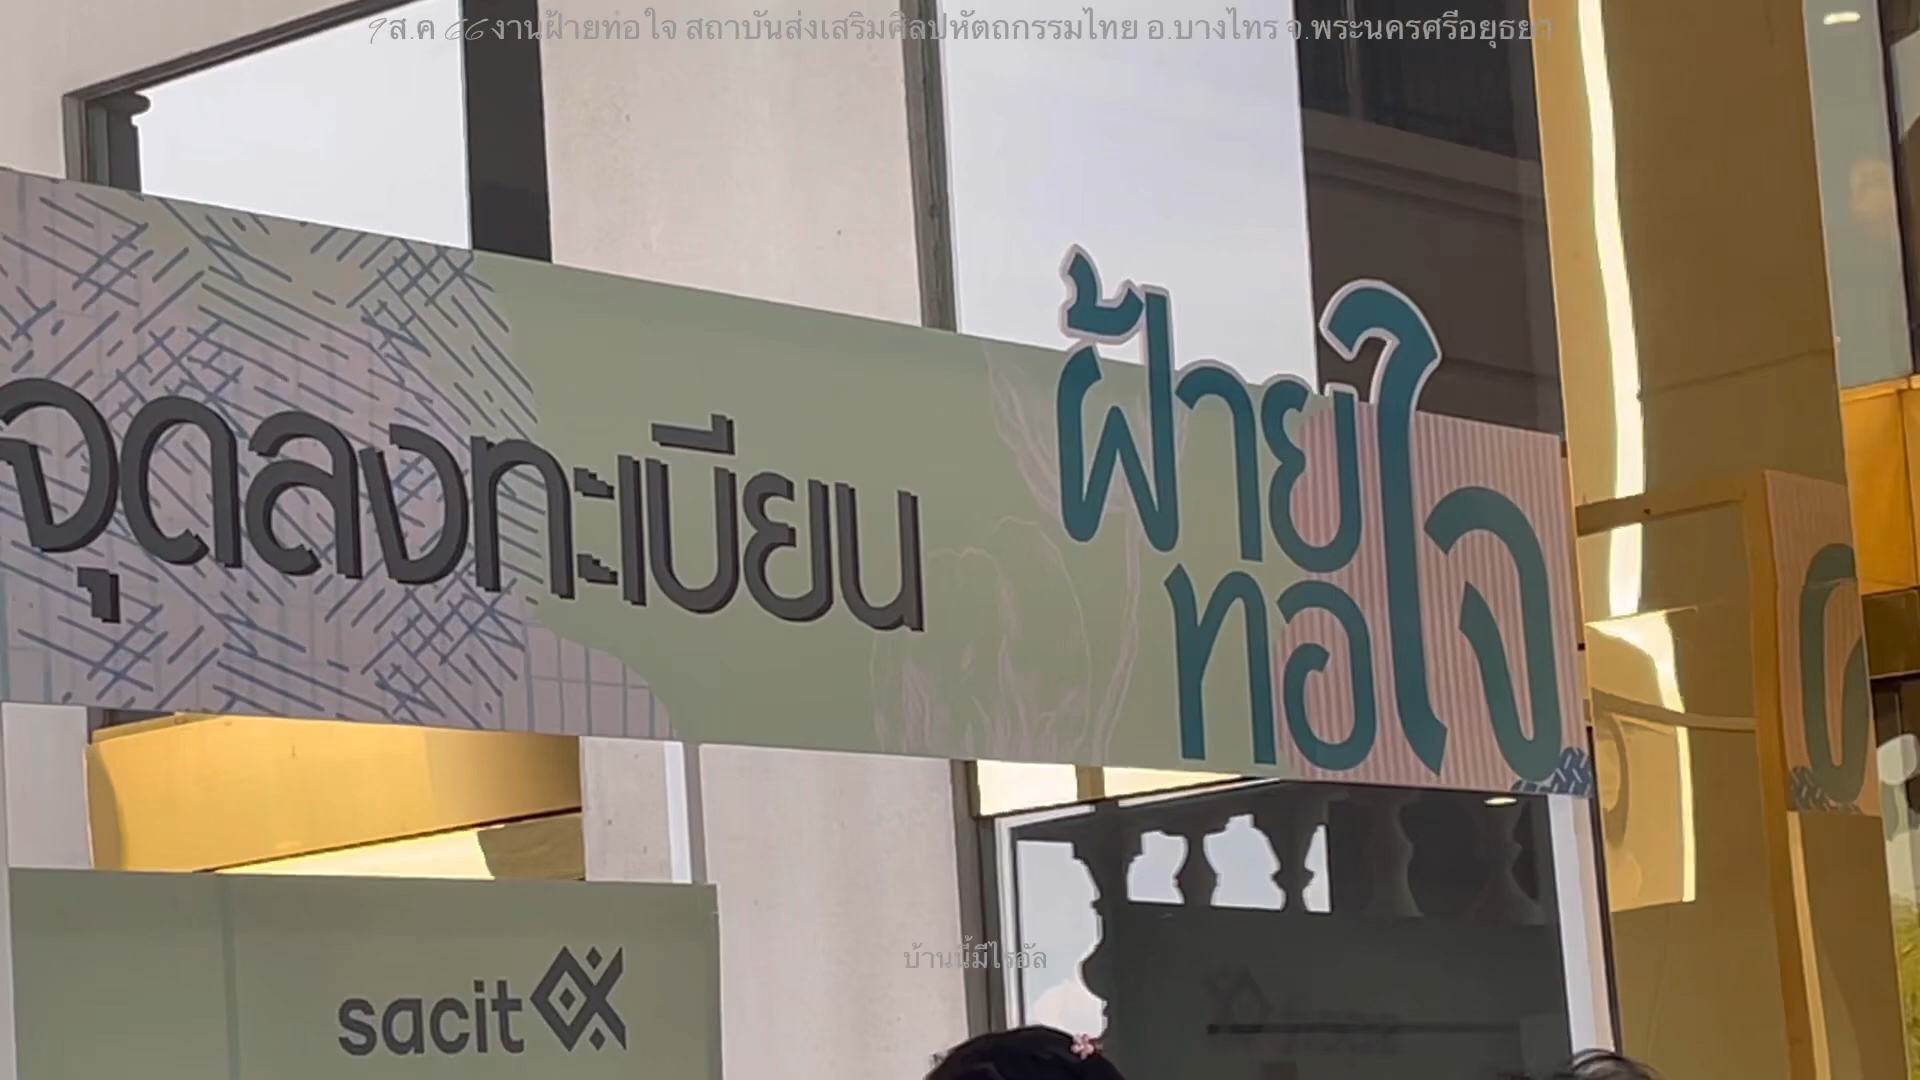 9ส.ค 66 งานฝ้ายทอใจ สถาบันส่งเสริมศิลปหัตถกรรมไทย อ.บางไทร จ.พระนครศรีอยุธยา
จุดลงทะเบียน
ฝ้าย
ทอใจ
บ้านนี้มีไรอัล
sacit